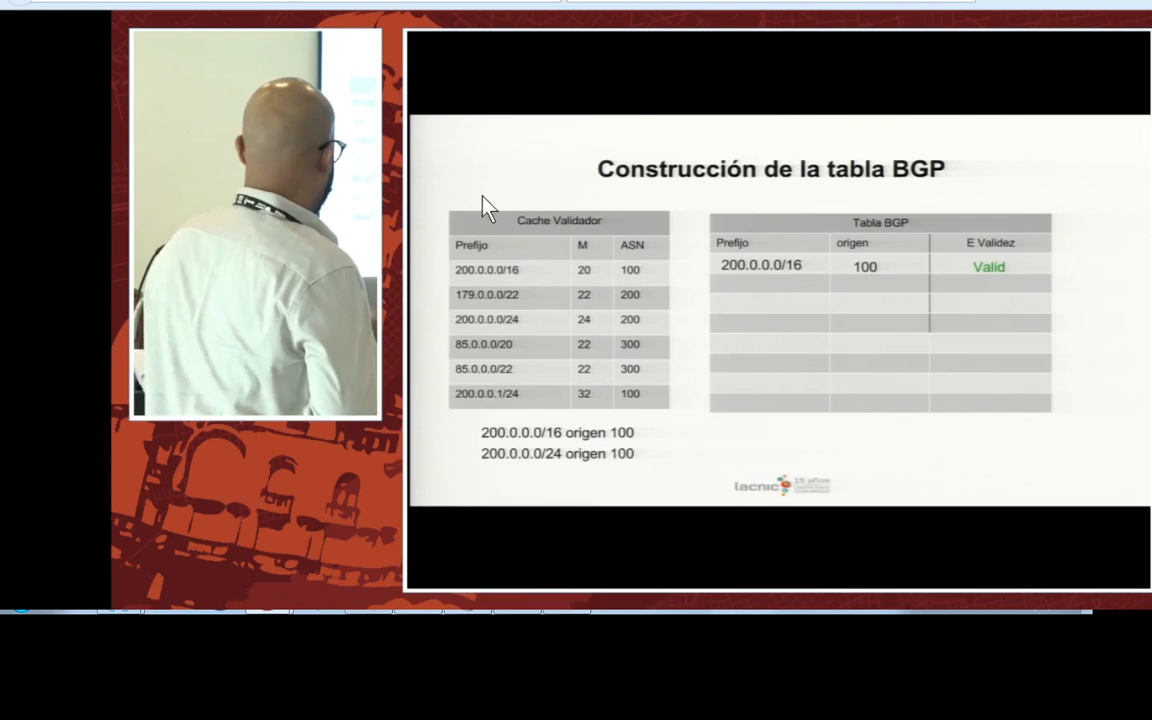 Construcción de la tabla BGP
Cache Validador
Prefijo M ASN
200.0.0.0/16 20 100
179.0.0.0/22 22 200
200.0.0.0/24 24 200
85.0.0.0/20 22 300
85.0.0.0/22 22 300
200.0.0.1/24 32 100
Tabla BGP
Prefijo origen E Validez
200.0.0.0/16 100 Valid
200.0.0.0/16 origen 100
200.0.0.0/24 origen 100
lacnic 15 años